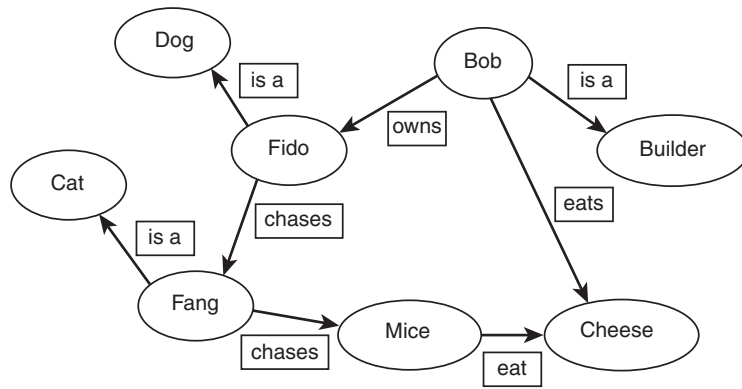 Dog
Bob
is a
is a
owns
Fido
Builder
Cat
chases
eats
is a
Fang
Mice
Cheese
chases
eat